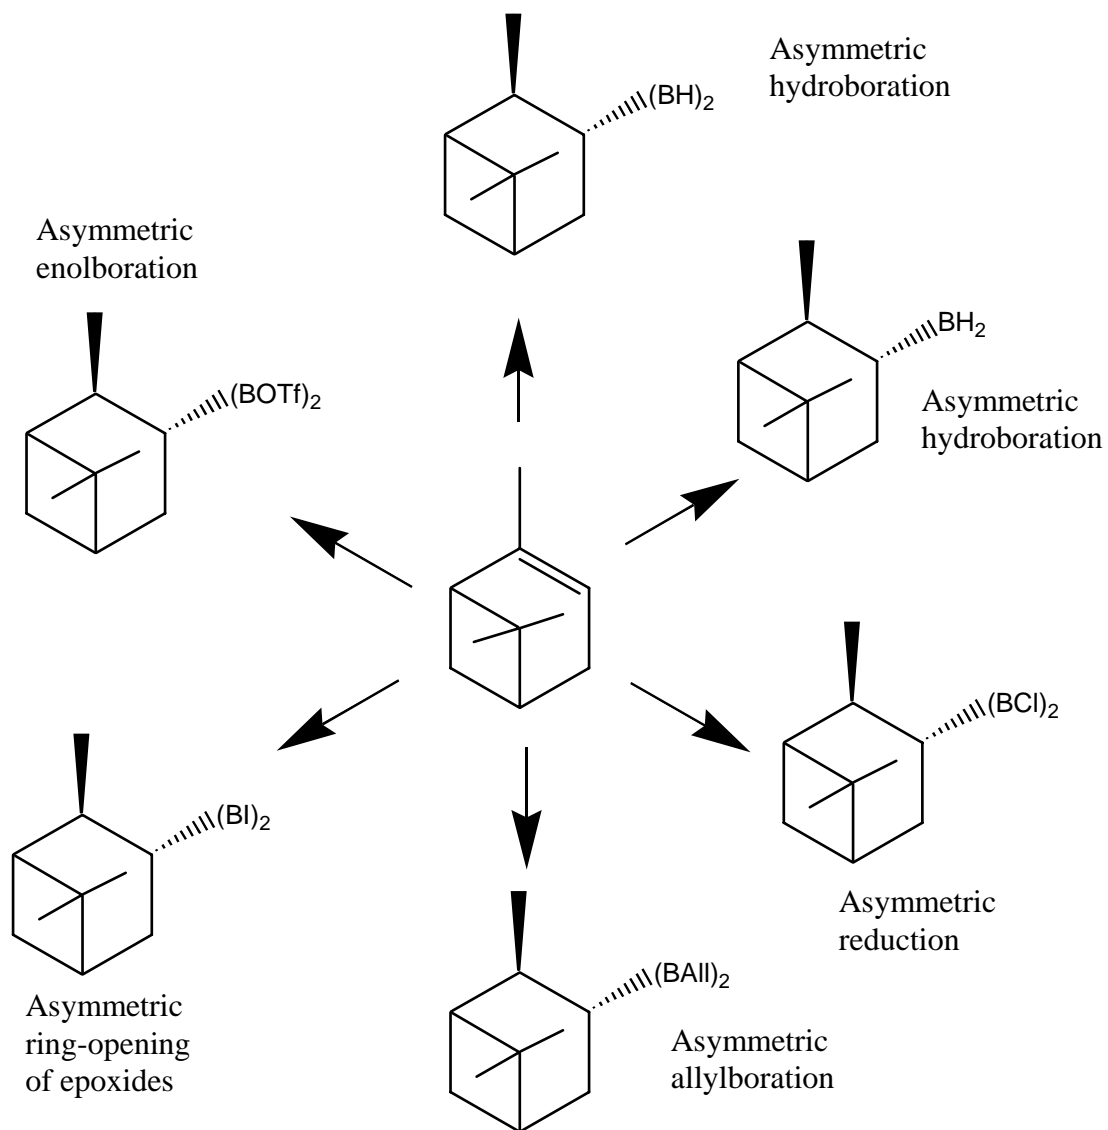 Asymmetric
hydroboration
(BH)2
Asymmetric
enolboration
(BOTf)2
BH2
Asymmetric
hydroboration
(BCl)2
Asymmetric
reduction
(BI)2
Asymmetric
ring-opening
of epoxides
(BAll)2
Asymmetric
allylboration